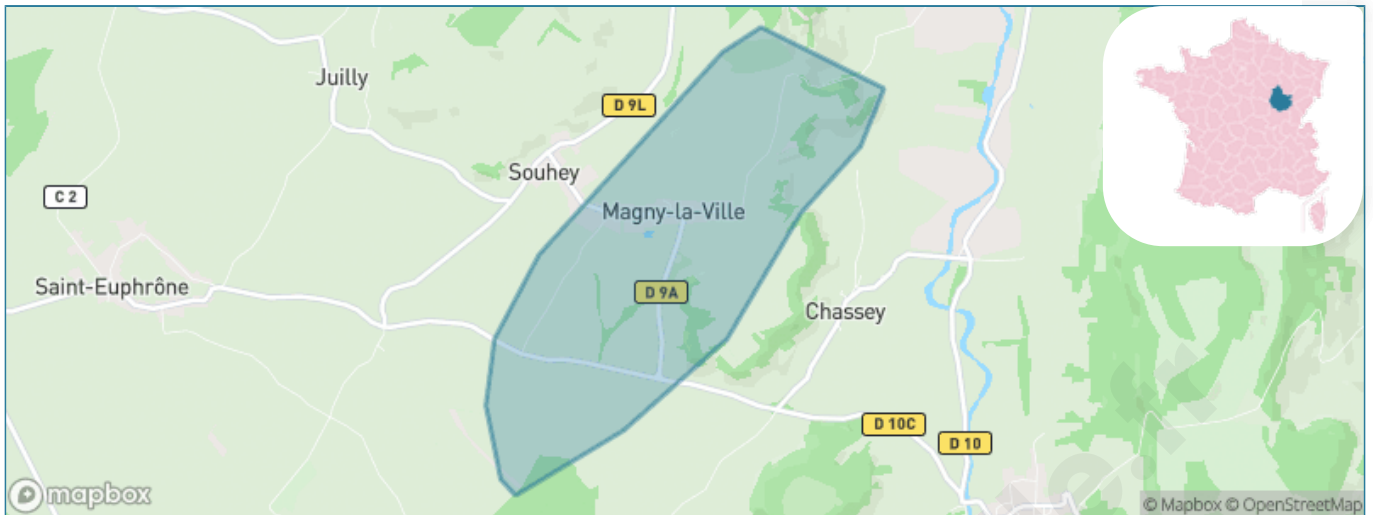 Juilly
D 9L
Souhey
C 2
Magny-la-Ville
Saint-Euphrône
D 9A
Chassey
D 10C
D 10
mapbox
© Mapbox © OpenStreetMap